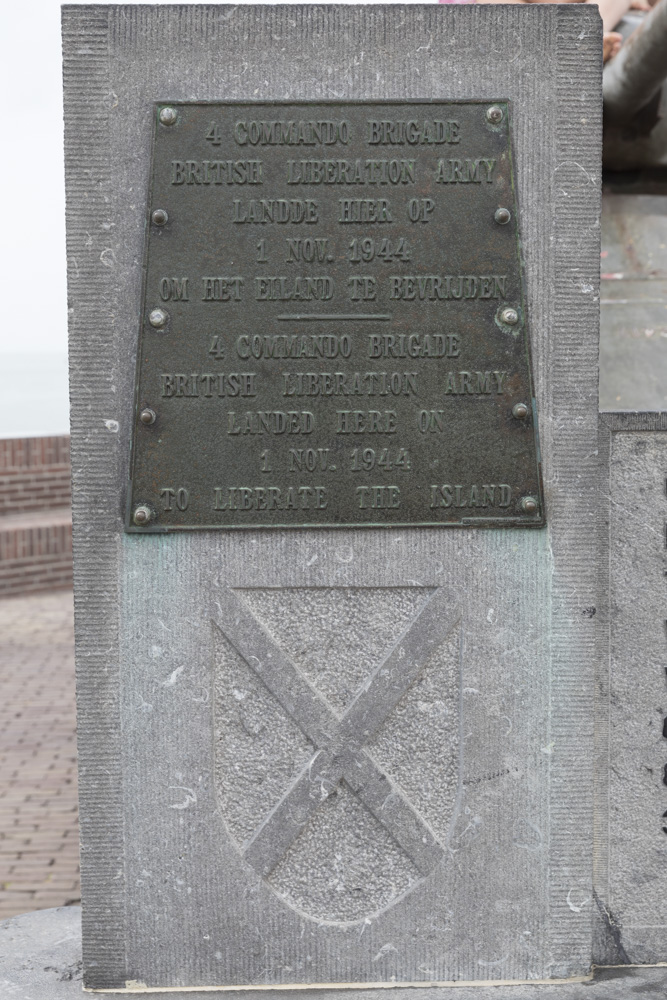 4 COMMANDO BRIGADE
BRITISH LIBERATION ARMY
LANDDE HIER OP
1 NOV. 1944
OM HET EILAND TE BEVRIJDEN
4 COMMANDO BRIGADE
BRITISH LIBERATION ARMY
LANDED HERE ON
1 NOV. 1944
TO LIBERATE THE ISLAND